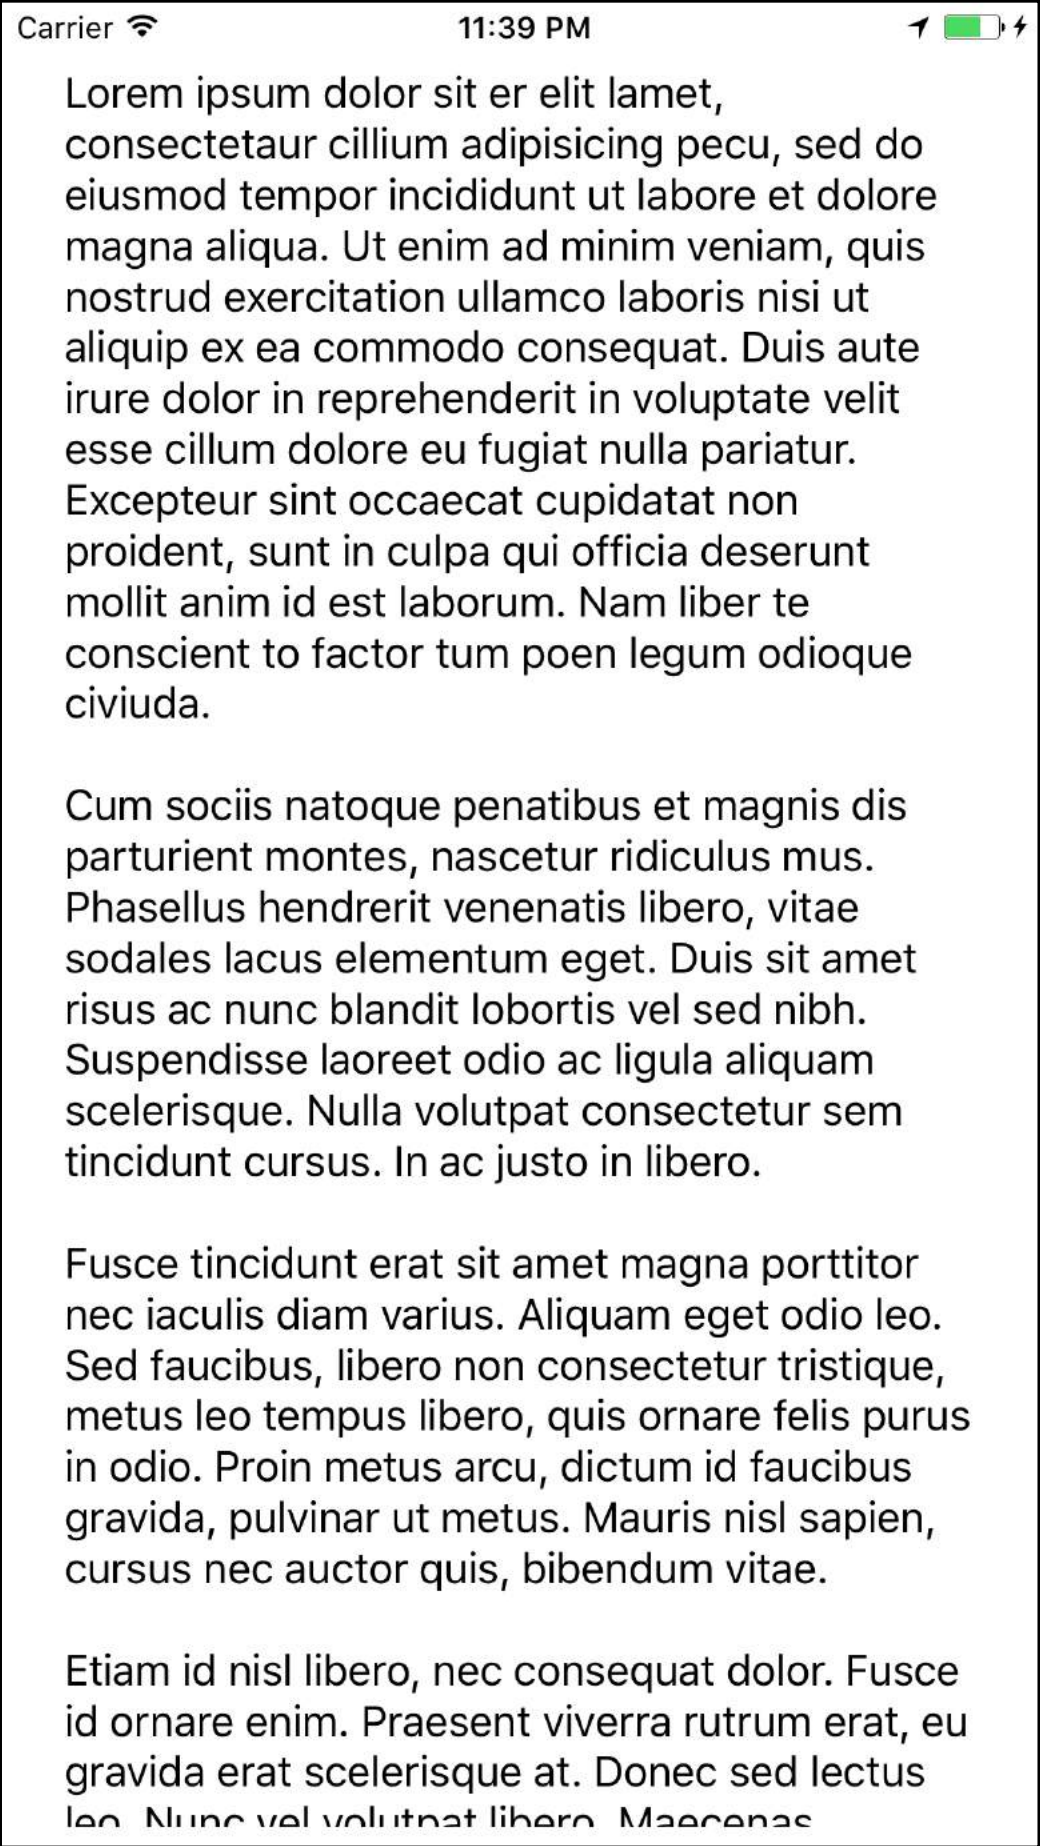 Carrier 11:39 PM
Lorem ipsum dolor sit er elit lamet,
consectetaur cillium adipisicing pecu, sed do
eiusmod tempor incididunt ut labore et dolore
magna aliqua. Ut enim ad minim veniam, quis
nostrud exercitation ullamco laboris nisi ut
aliquip ex ea commodo consequat. Duis aute
irure dolor in reprehenderit in voluptate velit
esse cillum dolore eu fugiat nulla pariatur.
Excepteur sint occaecat cupidatat non
proident, sunt in culpa qui officia deserunt
mollit anim id est laborum. Nam liber te
conscient to factor tum poen legum odioque
civiuda.
Cum sociis natoque penatibus et magnis dis
parturient montes, nascetur ridiculus mus.
Phasellus hendrerit venenatis libero, vitae
sodales lacus elementum eget. Duis sit amet
risus ac nunc blandit lobortis vel sed nibh.
Suspendisse laoreet odio ac ligula aliquam
scelerisque. Nulla volutpat consectetur sem
tincidunt cursus. In ac justo in libero.
Fusce tincidunt erat sit amet magna porttitor
nec iaculis diam varius. Aliquam eget odio leo.
Sed faucibus, libero non consectetur tristique,
metus leo tempus libero, quis ornare felis purus
in odio. Proin metus arcu, dictum id faucibus
gravida, pulvinar ut metus. Mauris nisl sapien,
cursus nec auctor quis, bibendum vitae.
Etiam id nisl libero, nec consequat dolor. Fusce
id ornare enim. Praesent viverra rutrum erat, eu
gravida erat scelerisque at. Donec sed lectus
leo. Nunc vel volutpat libero. Maecenas